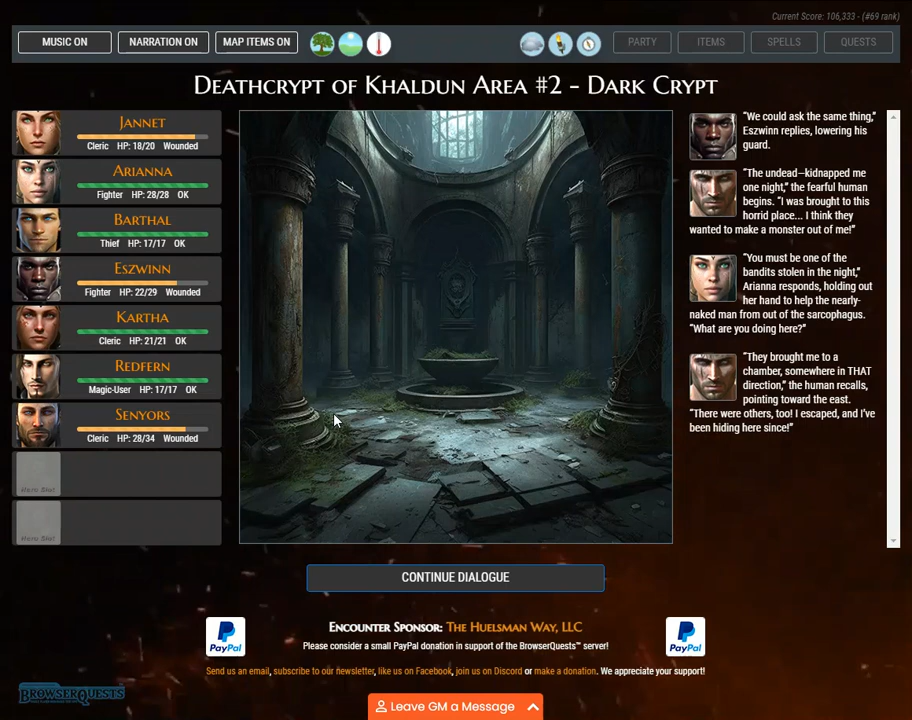 Current Score: 106,333 - (#69 rank)
MUSIC ON
NARRATION ON
MAP ITEMS ON
PARTY
ITEMS
SPELLS
QUESTS
Deathcrypt of Khaldun Area #2 - Dark Crypt
Jannet
Cleric HP: 18/20 Wounded
Arianna
Fighter HP: 28/28 OK
Barthal
Thief HP: 17/17 OK
Eszwinn
Fighter HP: 22/29 Wounded
Kartha
Cleric HP: 21/21 OK
Redfern
Magic-User HP: 17/17 OK
Senyors
Cleric HP: 28/34 Wounded
Hero Slot
Hero Slot
“We could ask the same thing,”
Eszwinn replies, lowering his
guard.
“The undead—kidnapped me
one night,” the fearful human
begins. “I was brought to this
horrid place... I think they
wanted to make a monster out of me!”
“You must be one of the
bandits stolen in the night,”
Arianna responds, holding out
her hand to help the nearly-
naked man from out of the sarcophagus.
“What are you doing here?”
“They brought me to a
chamber, somewhere in THAT
direction,” the human recalls,
pointing toward the east.
“There were others, too! I escaped, and I’ve
been hiding here since!”
CONTINUE DIALOGUE
PayPal
Encounter Sponsor: The Huelsman Way, LLC
Please consider a small PayPal donation in support of the BrowserQuests™ server!
PayPal
Send us an email, subscribe to our newsletter, like us on Facebook, join us on Discord or make a donation. We appreciate your support!
BrowserQuests
Leave GM a Message